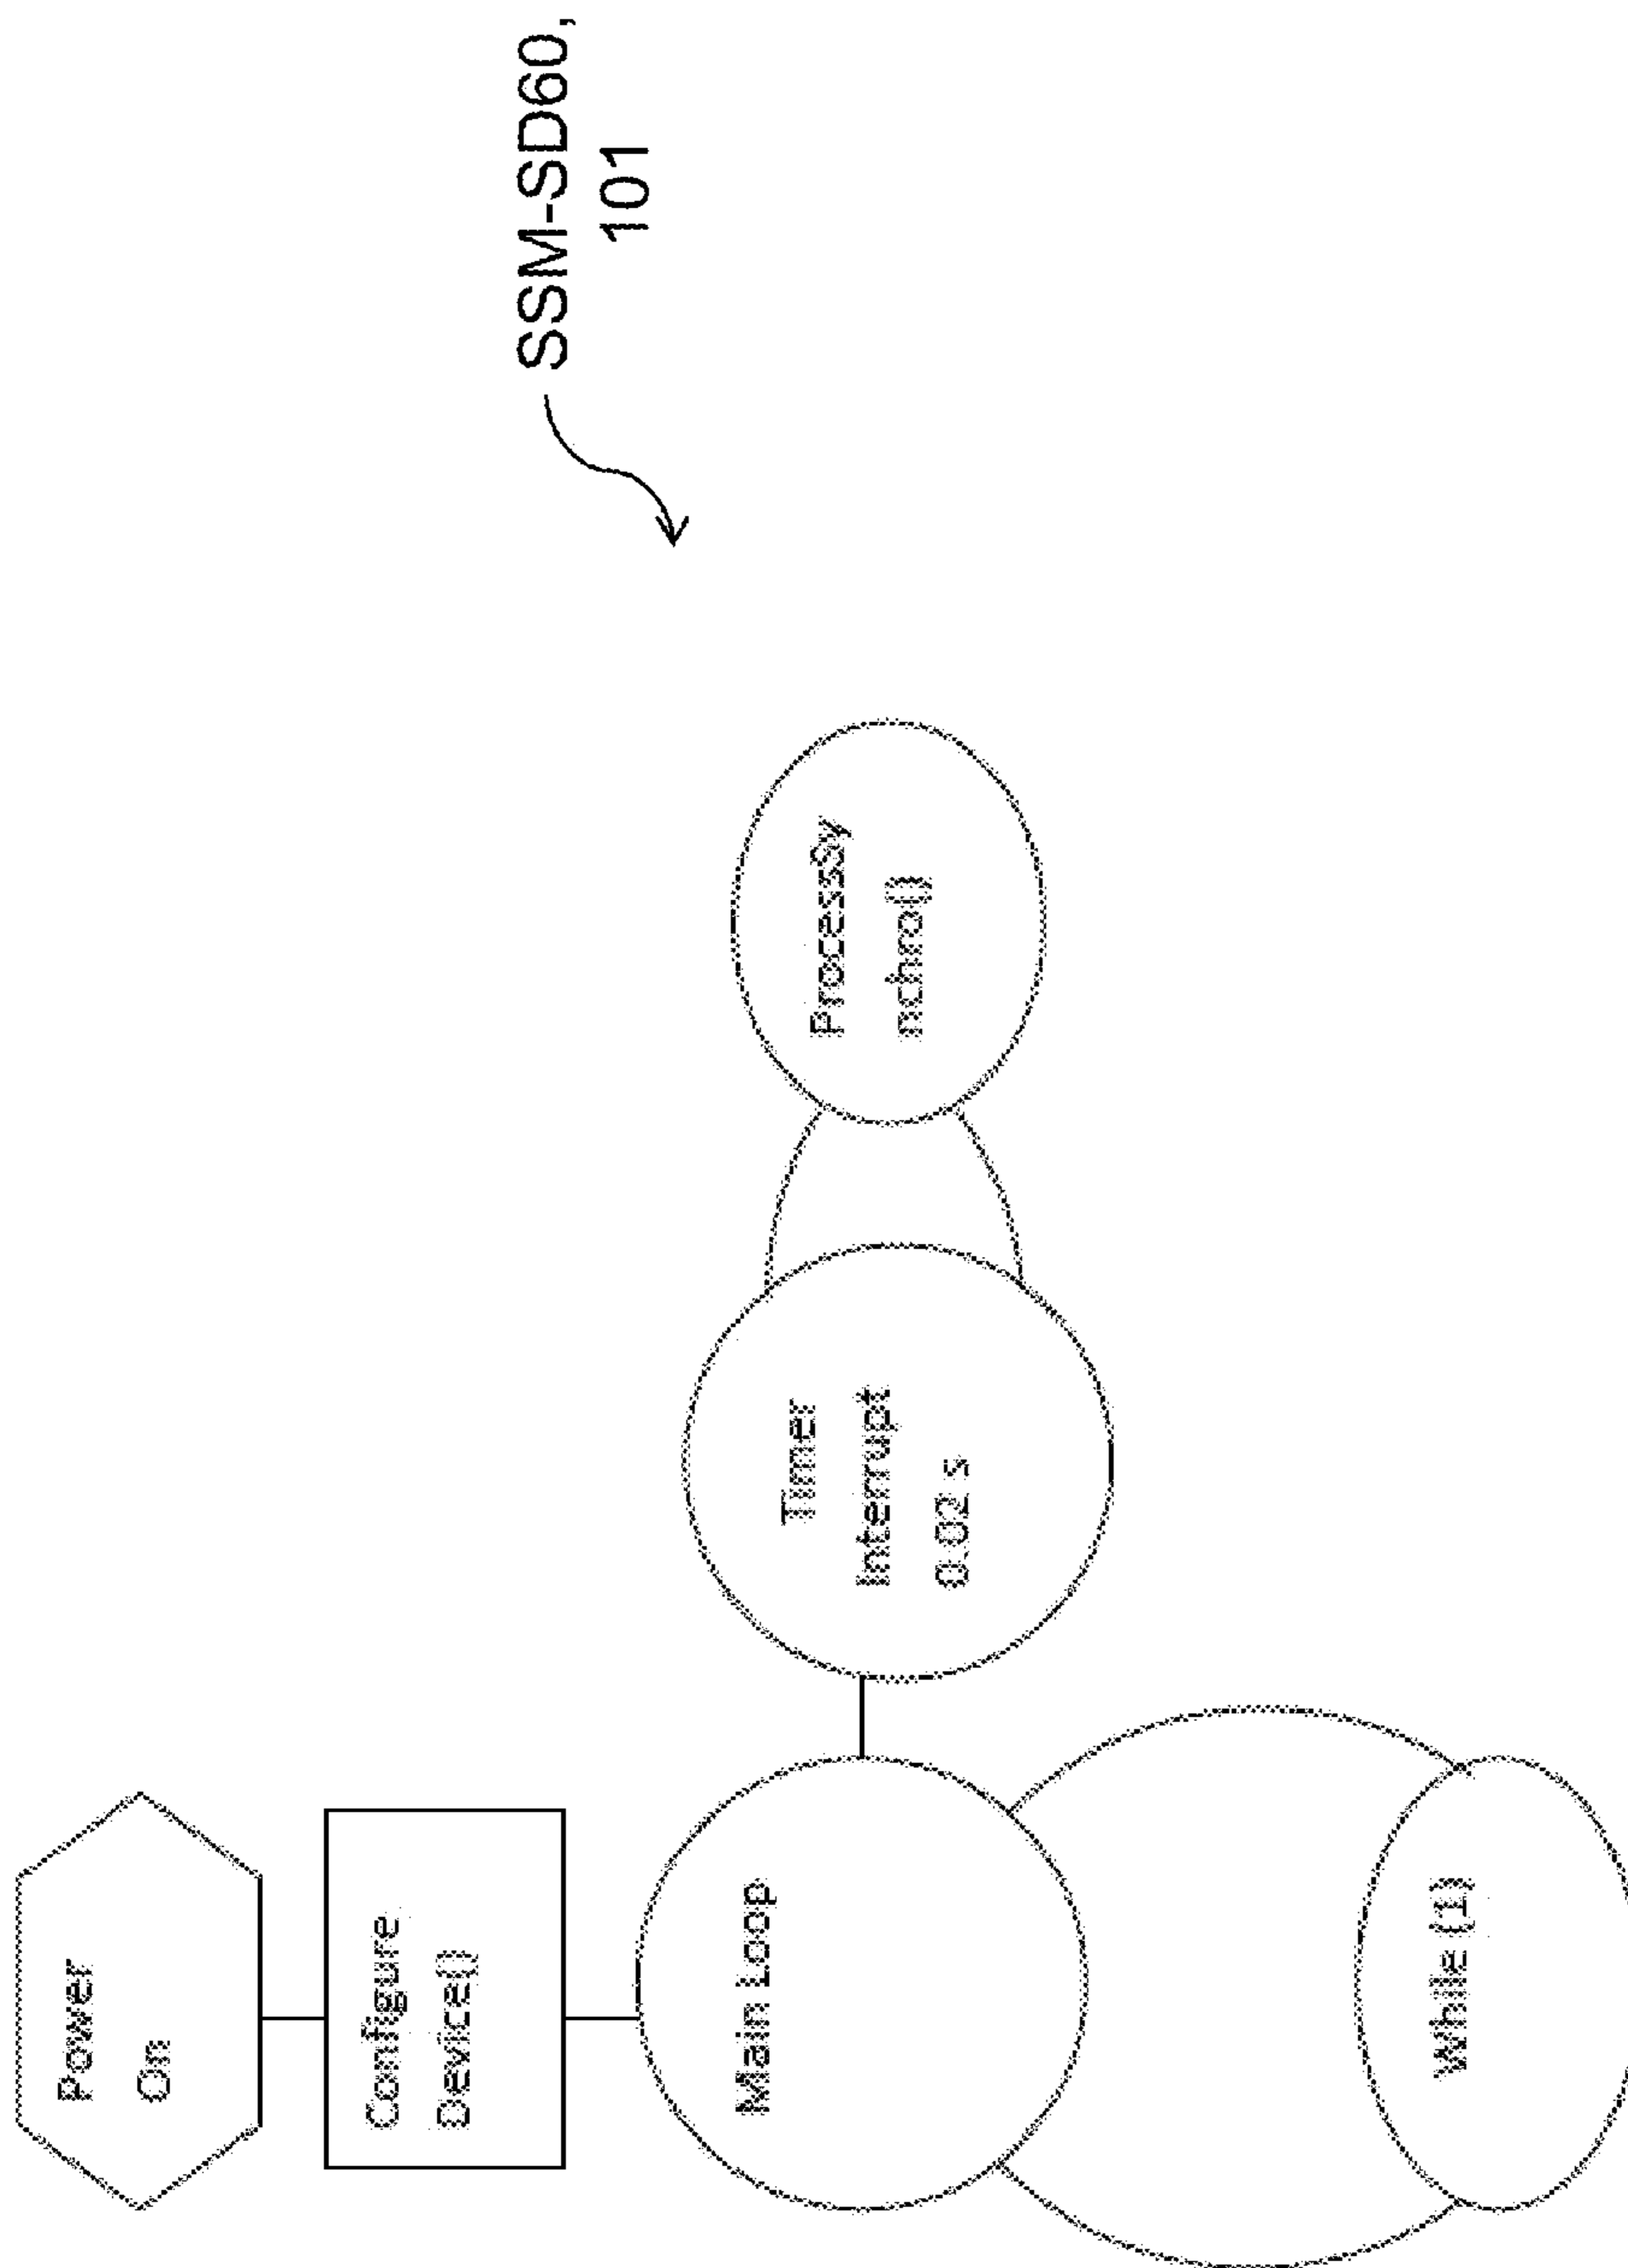 SSM-SD60,
101
Power
On
Configure
Device()
Main Loop
Timer
Interrupt
0.02 s
ProcessSy
nchro()
While (1)